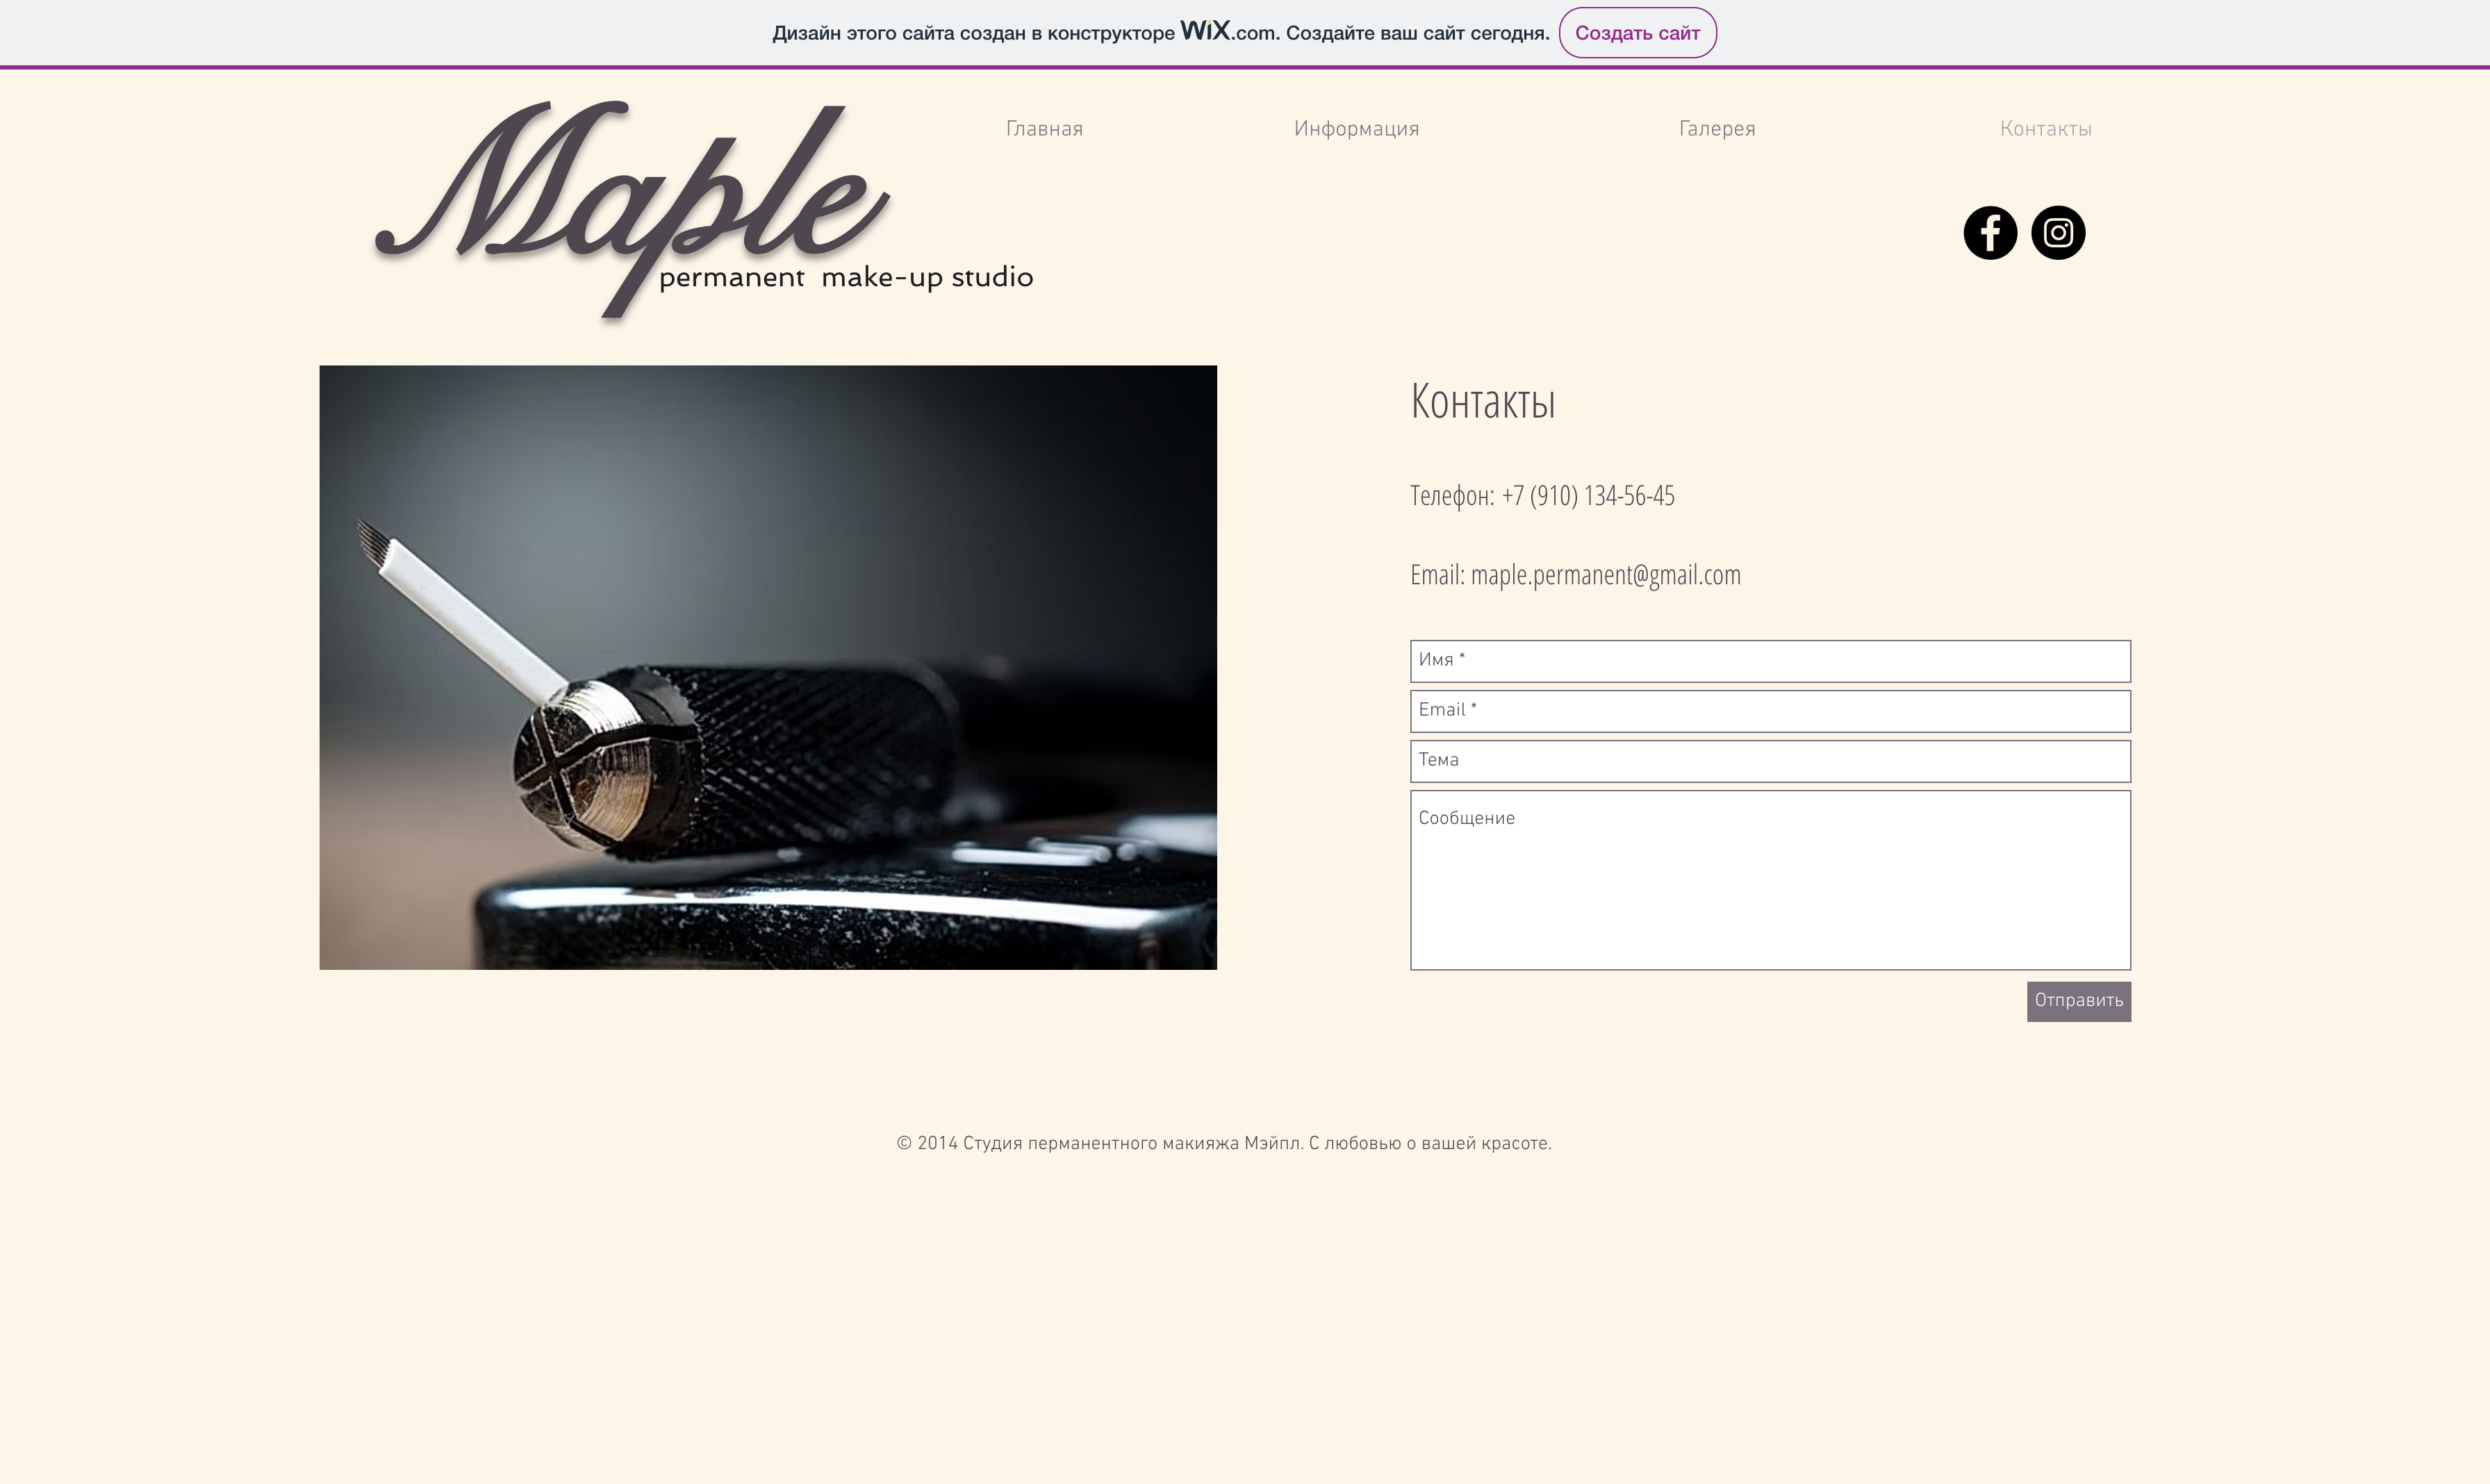 Дизайн этого сайта создан в конструкторе WiX.com. Создайте ваш сайт сегодня. Создать сайт
Maple
permanent make-up studio
Главная Информация Галерея Контакты
Контакты
Телефон: +7 (910) 134-56-45
Email: maple.permanent@gmail.com
Имя *
Email *
Тема
Сообщение
Отправить
© 2014 Студия перманентного макияжа Мэйпл. С любовью о вашей красоте.